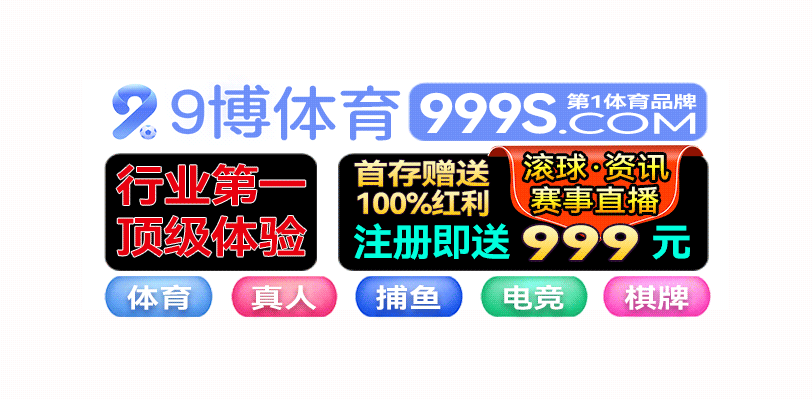 9博体育
999S.COM
第1体育品牌
行业第一
顶级体验
首存赠送
100%红利
滚球·资讯
赛事直播
注册即送 999 元
体育 真人 捕鱼 电竞 棋牌